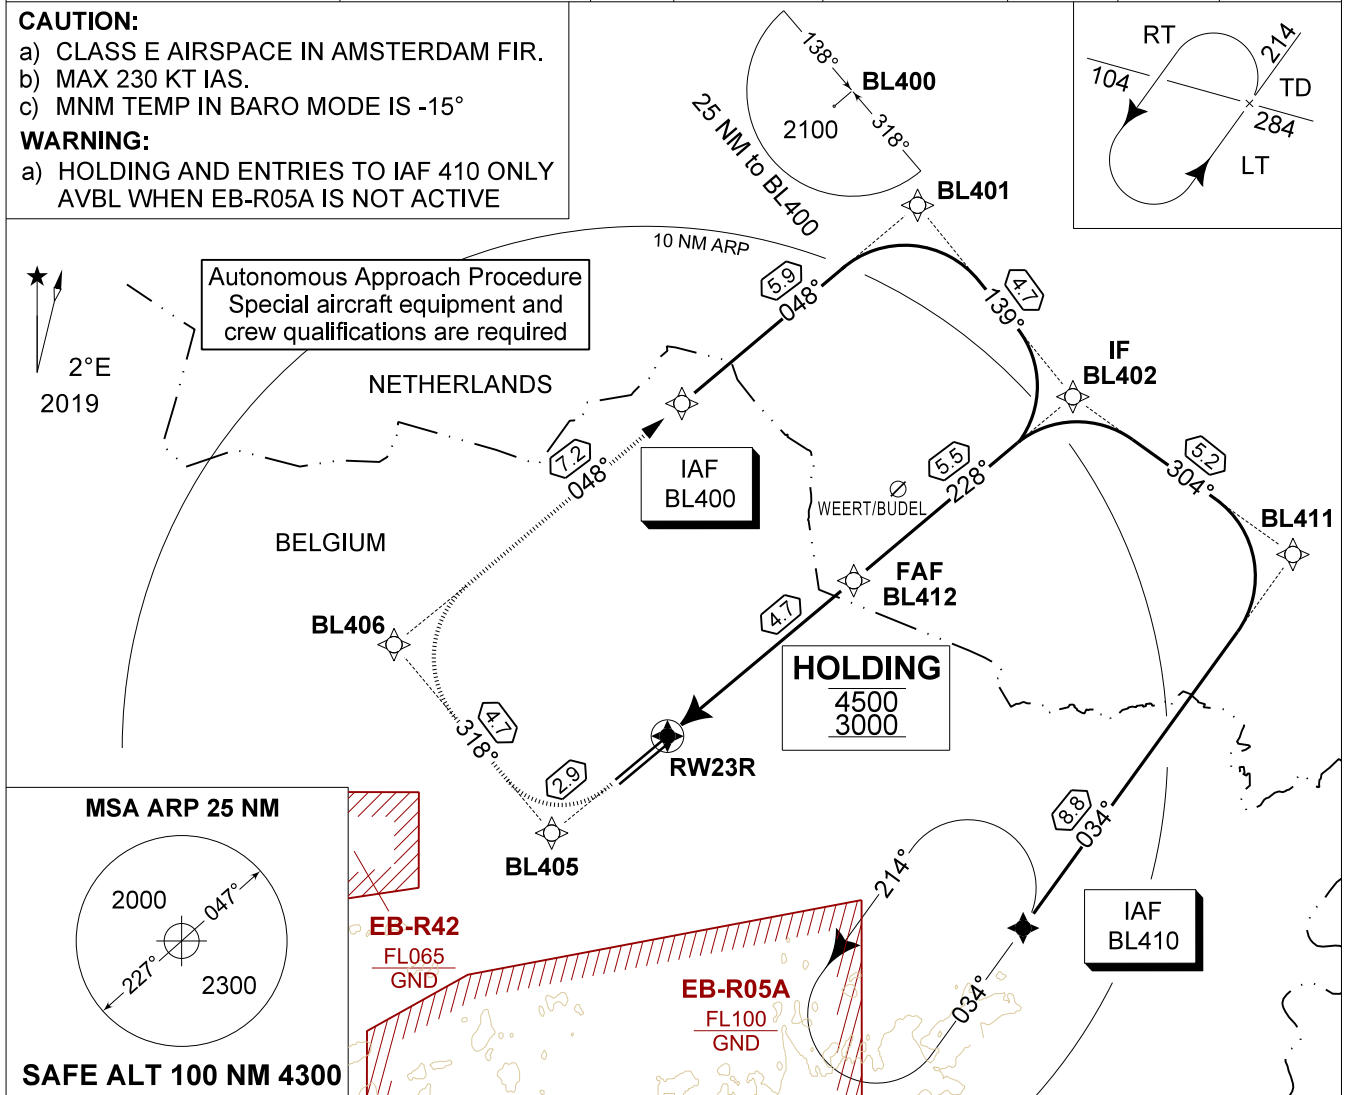 CAUTION:
a) CLASS E AIRSPACE IN AMSTERDAM FIR.
b) MAX 230 KT IAS.
c) MNM TEMP IN BARO MODE IS -15°
WARNING:
a) HOLDING AND ENTRIES TO IAF 410 ONLY
AVBL WHEN EB-R05A IS NOT ACTIVE
138°
BL400
2100
318°
25 NM to BL400
RT
214
104
TD
284
LT
BL401
10 NM ARP
Autonomous Approach Procedure
Special aircraft equipment and
crew qualifications are required
2°E
2019
5.9
048°
4.7
139°
IF
BL402
NETHERLANDS
7.2
048°
IAF
BL400
5.5
228°
WEERT/BUDEL
5.2
304°
BL411
BELGIUM
FAF
BL412
4.7
BL406
HOLDING
4500
3000
4.7
318°
RW23R
2.9
BL405
8.8
034°
MSA ARP 25 NM
2000
047°
227°
2300
SAFE ALT 100 NM 4300
EB-R42
FL065
GND
214°
IAF
BL410
EB-R05A
FL100
GND
034°